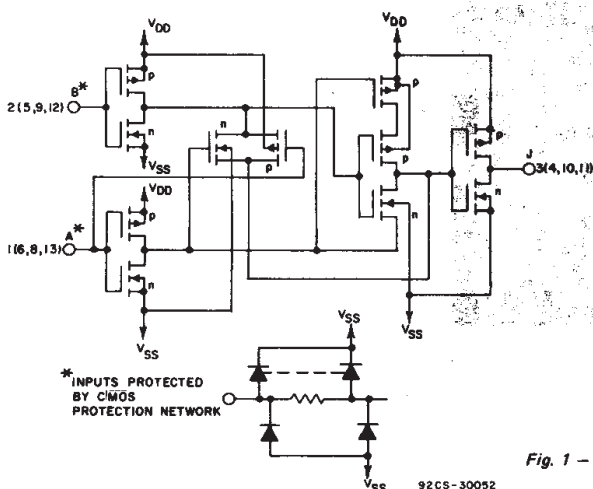 VDD
VDD
p
B*
2(5,9,12)
p
J
3(4,10,11)
n
n
p
p
n
n
VSS
VDD
p
A*
1(6,8,13)
n
VSS
VSS
VSS
*INPUTS PROTECTED
BY CMOS
PROTECTION NETWORK
VSS
Fig. 1 –
92CS-30052